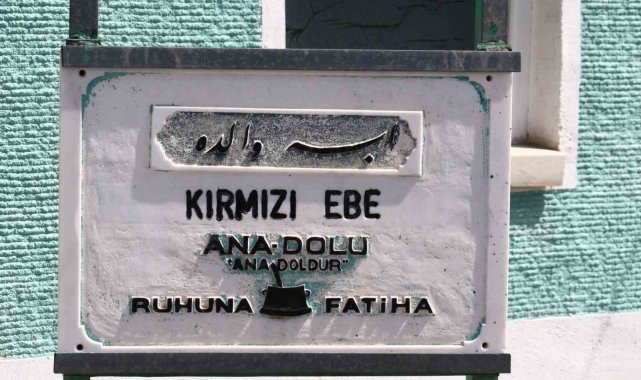 ابه والده
KIRMIZI EBE
ANA-DOLU
"ANA DOLDUR"
RUHUNA FATİHA